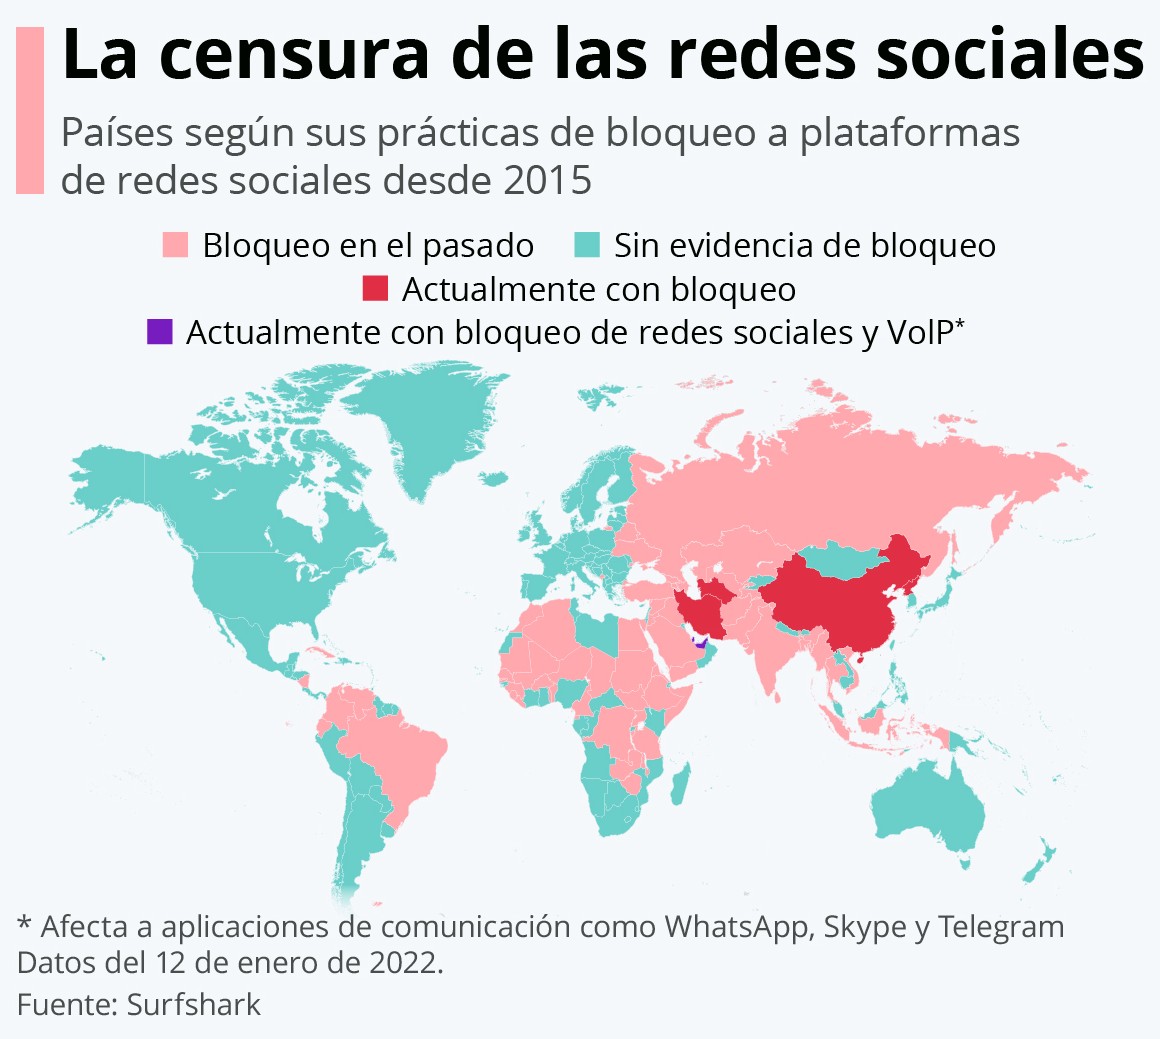 La censura de las redes sociales
Países según sus prácticas de bloqueo a plataformas
de redes sociales desde 2015
Bloqueo en el pasado Sin evidencia de bloqueo
Actualmente con bloqueo
Actualmente con bloqueo de redes sociales y VolP*
* Afecta a aplicaciones de comunicación como WhatsApp, Skype y Telegram
Datos del 12 de enero de 2022.
Fuente: Surfshark